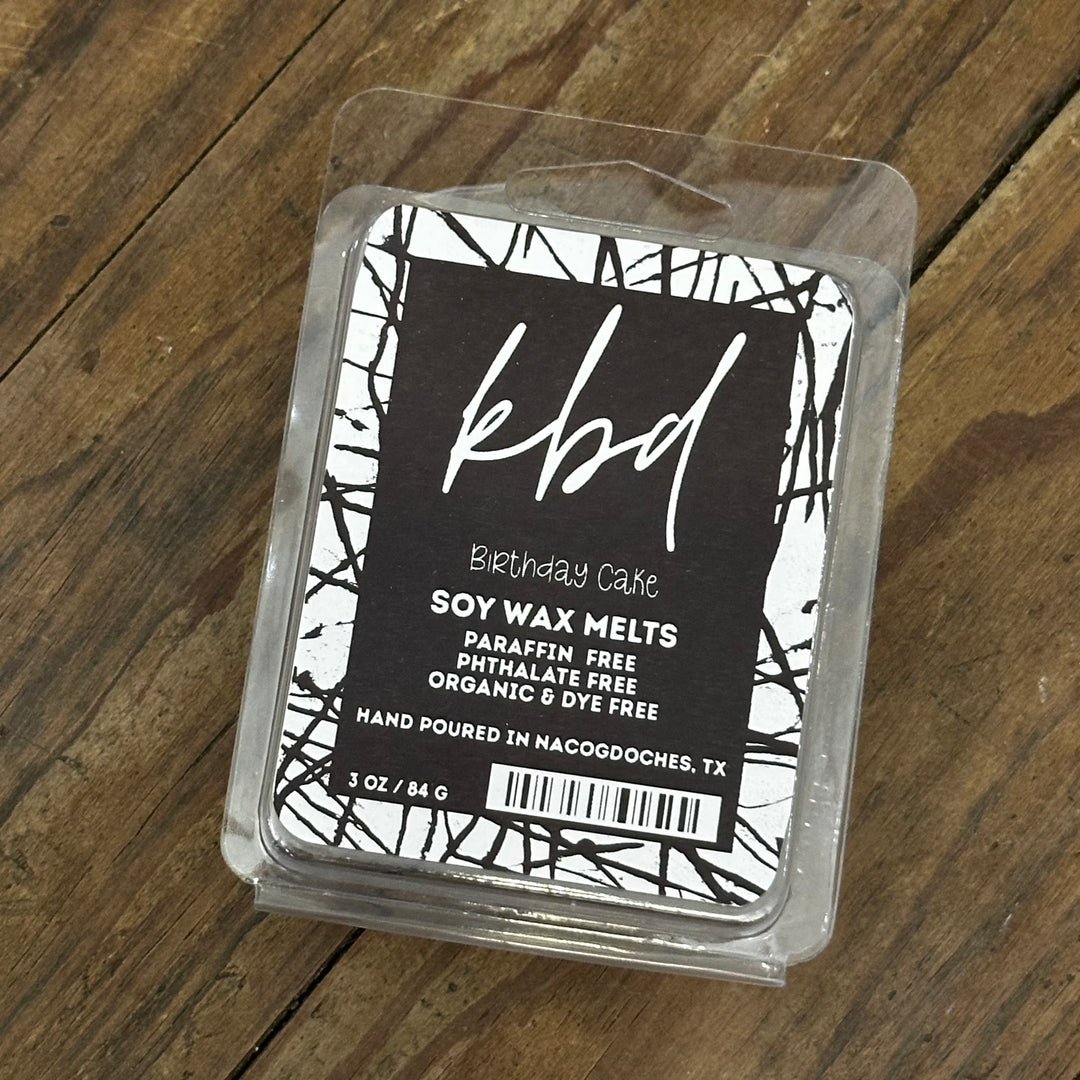 kbd
Birthday Cake
SOY WAX MELTS
PARAFFIN FREE
PHTHALATE FREE
ORGANIC & DYE FREE
HAND POURED IN NACOGDOCHES, TX
3 OZ / 84 G